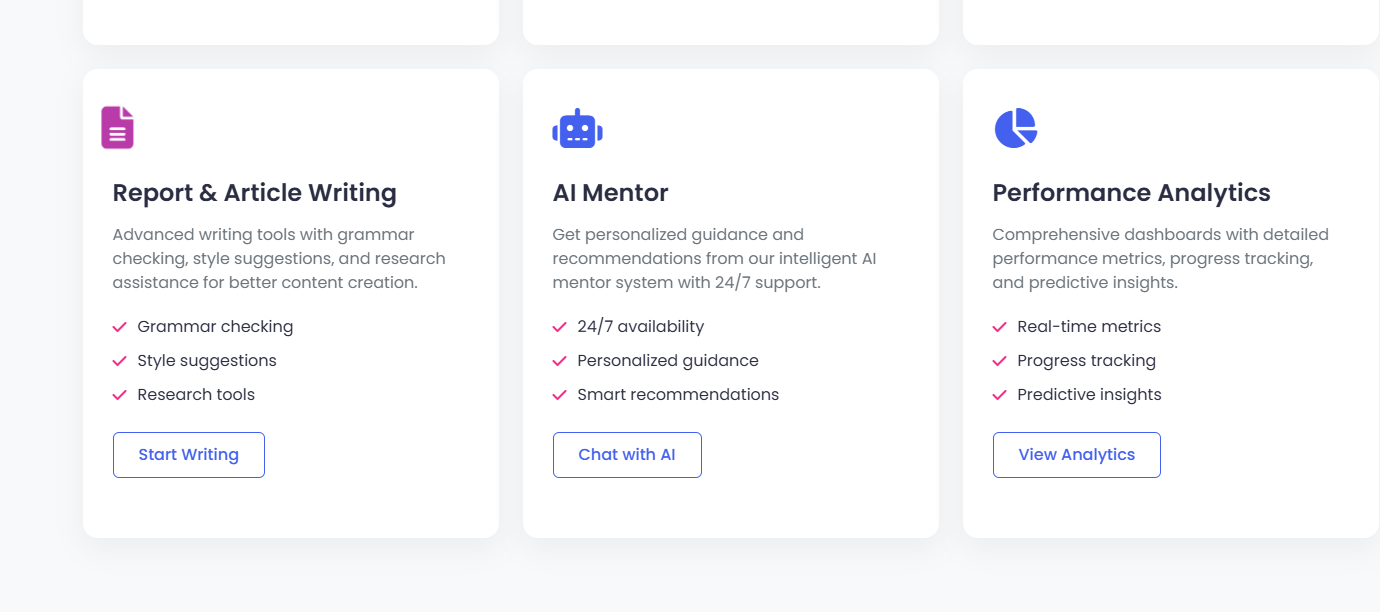 Report & Article Writing
Advanced writing tools with grammar
checking, style suggestions, and research
assistance for better content creation.
Grammar checking
Style suggestions
Research tools
Start Writing
AI Mentor
Get personalized guidance and
recommendations from our intelligent AI
mentor system with 24/7 support.
24/7 availability
Personalized guidance
Smart recommendations
Chat with AI
Performance Analytics
Comprehensive dashboards with detailed
performance metrics, progress tracking,
and predictive insights.
Real-time metrics
Progress tracking
Predictive insights
View Analytics